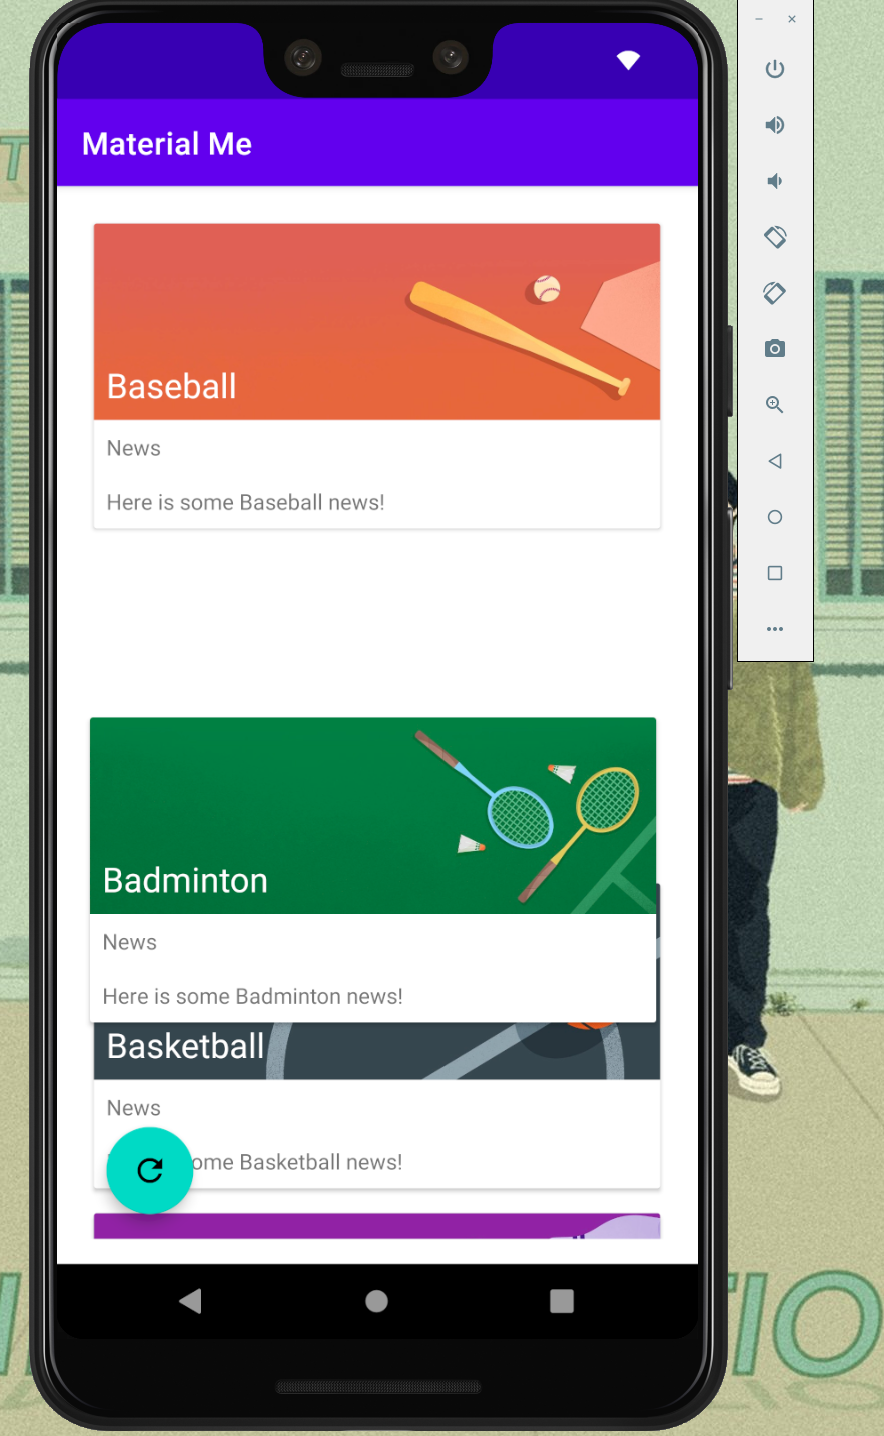 Material Me
Baseball
News
Here is some Baseball news!
Badminton
News
Here is some Badminton news!
Basketball
News
ome Basketball news!
TIO